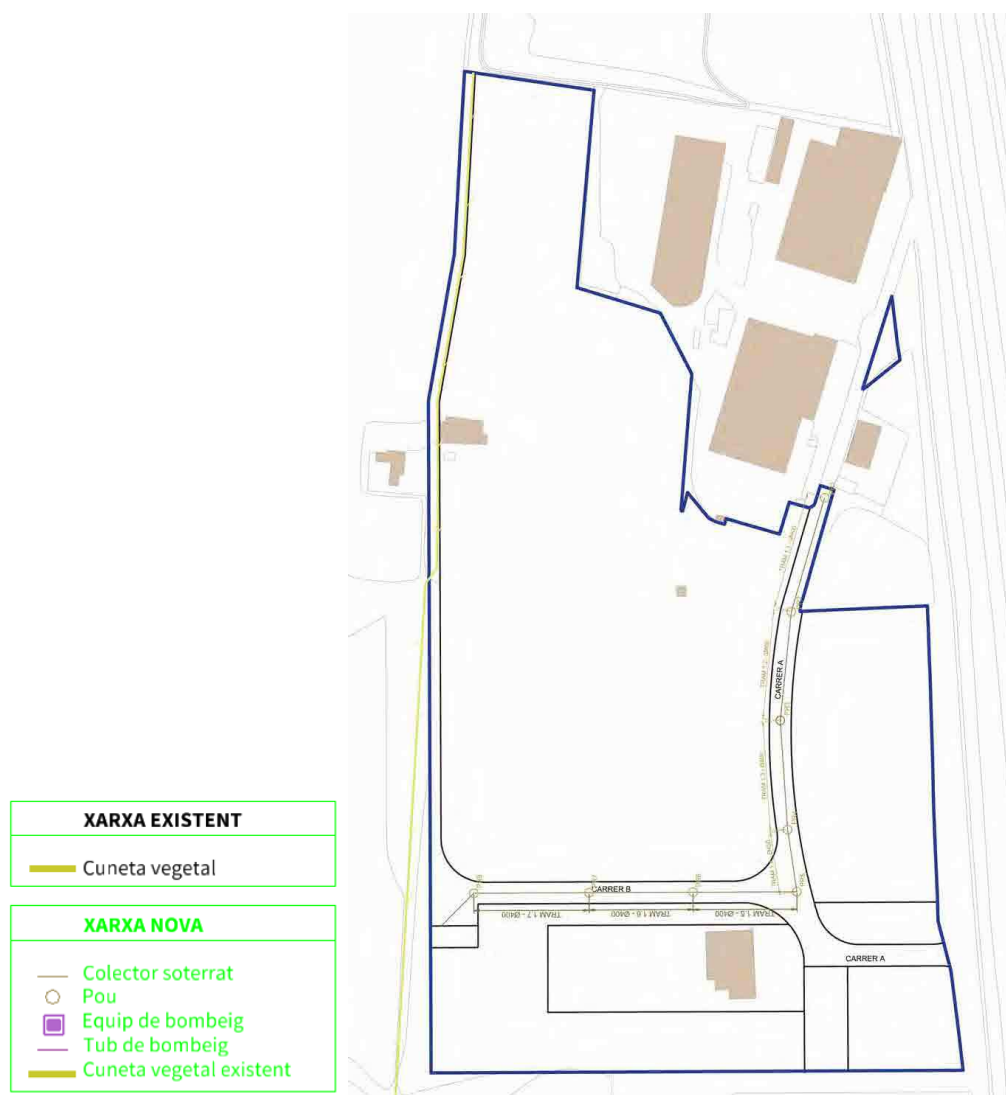 XARXA EXISTENT
Cuneta vegetal
XARXA NOVA
Colector soterrat
Pou
Equip de bombeig
Tub de bombeig
Cuneta vegetal existent
CARRER A
CARRER B
TRAM 1.7 - Ø400
TRAM 1.6 - Ø400
TRAM 1.5 - Ø400
CARRER A